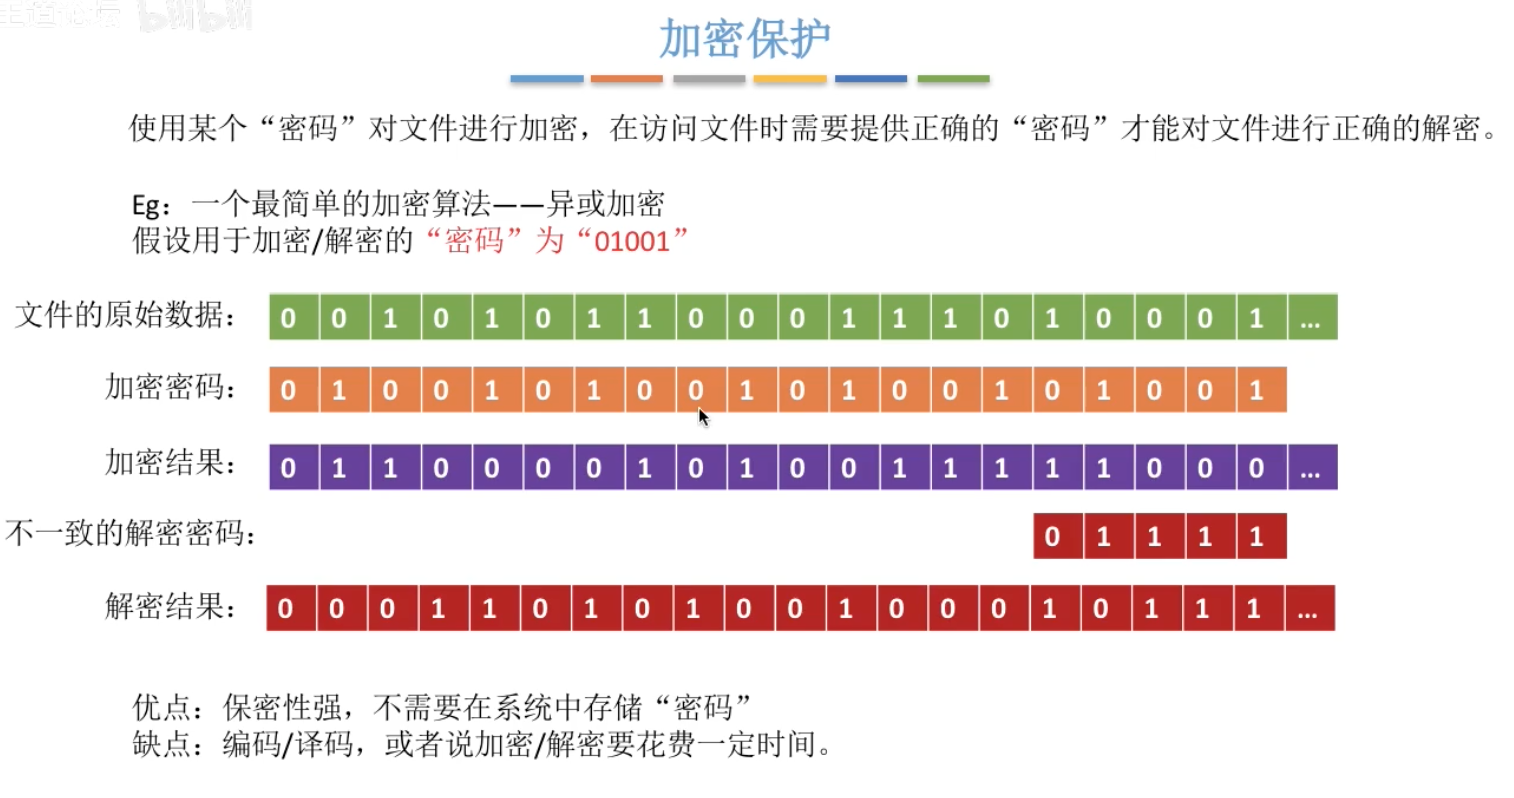 王道论坛 bilibili
加密保护
使用某个“密码”对文件进行加密，在访问文件时需要提供正确的“密码”才能对文件进行正确的解密。
Eg：一个最简单的加密算法——异或加密
假设用于加密/解密的“密码”为“01001”
文件的原始数据： 0 0 1 0 1 0 1 1 0 0 0 1 1 1 0 1 0 0 0 1 ...
加密密码： 0 1 0 0 1 0 1 0 0 1 0 1 0 0 1 0 1 0 0 1
加密结果： 0 1 1 0 0 0 0 1 0 1 0 0 1 1 1 1 1 0 0 0 ...
不一致的解密密码： 0 1 1 1 1
解密结果： 0 0 0 1 1 0 1 0 1 0 0 1 0 0 0 1 0 1 1 1 ...
优点：保密性强，不需要在系统中存储“密码”
缺点：编码/译码，或者说加密/解密要花费一定时间。